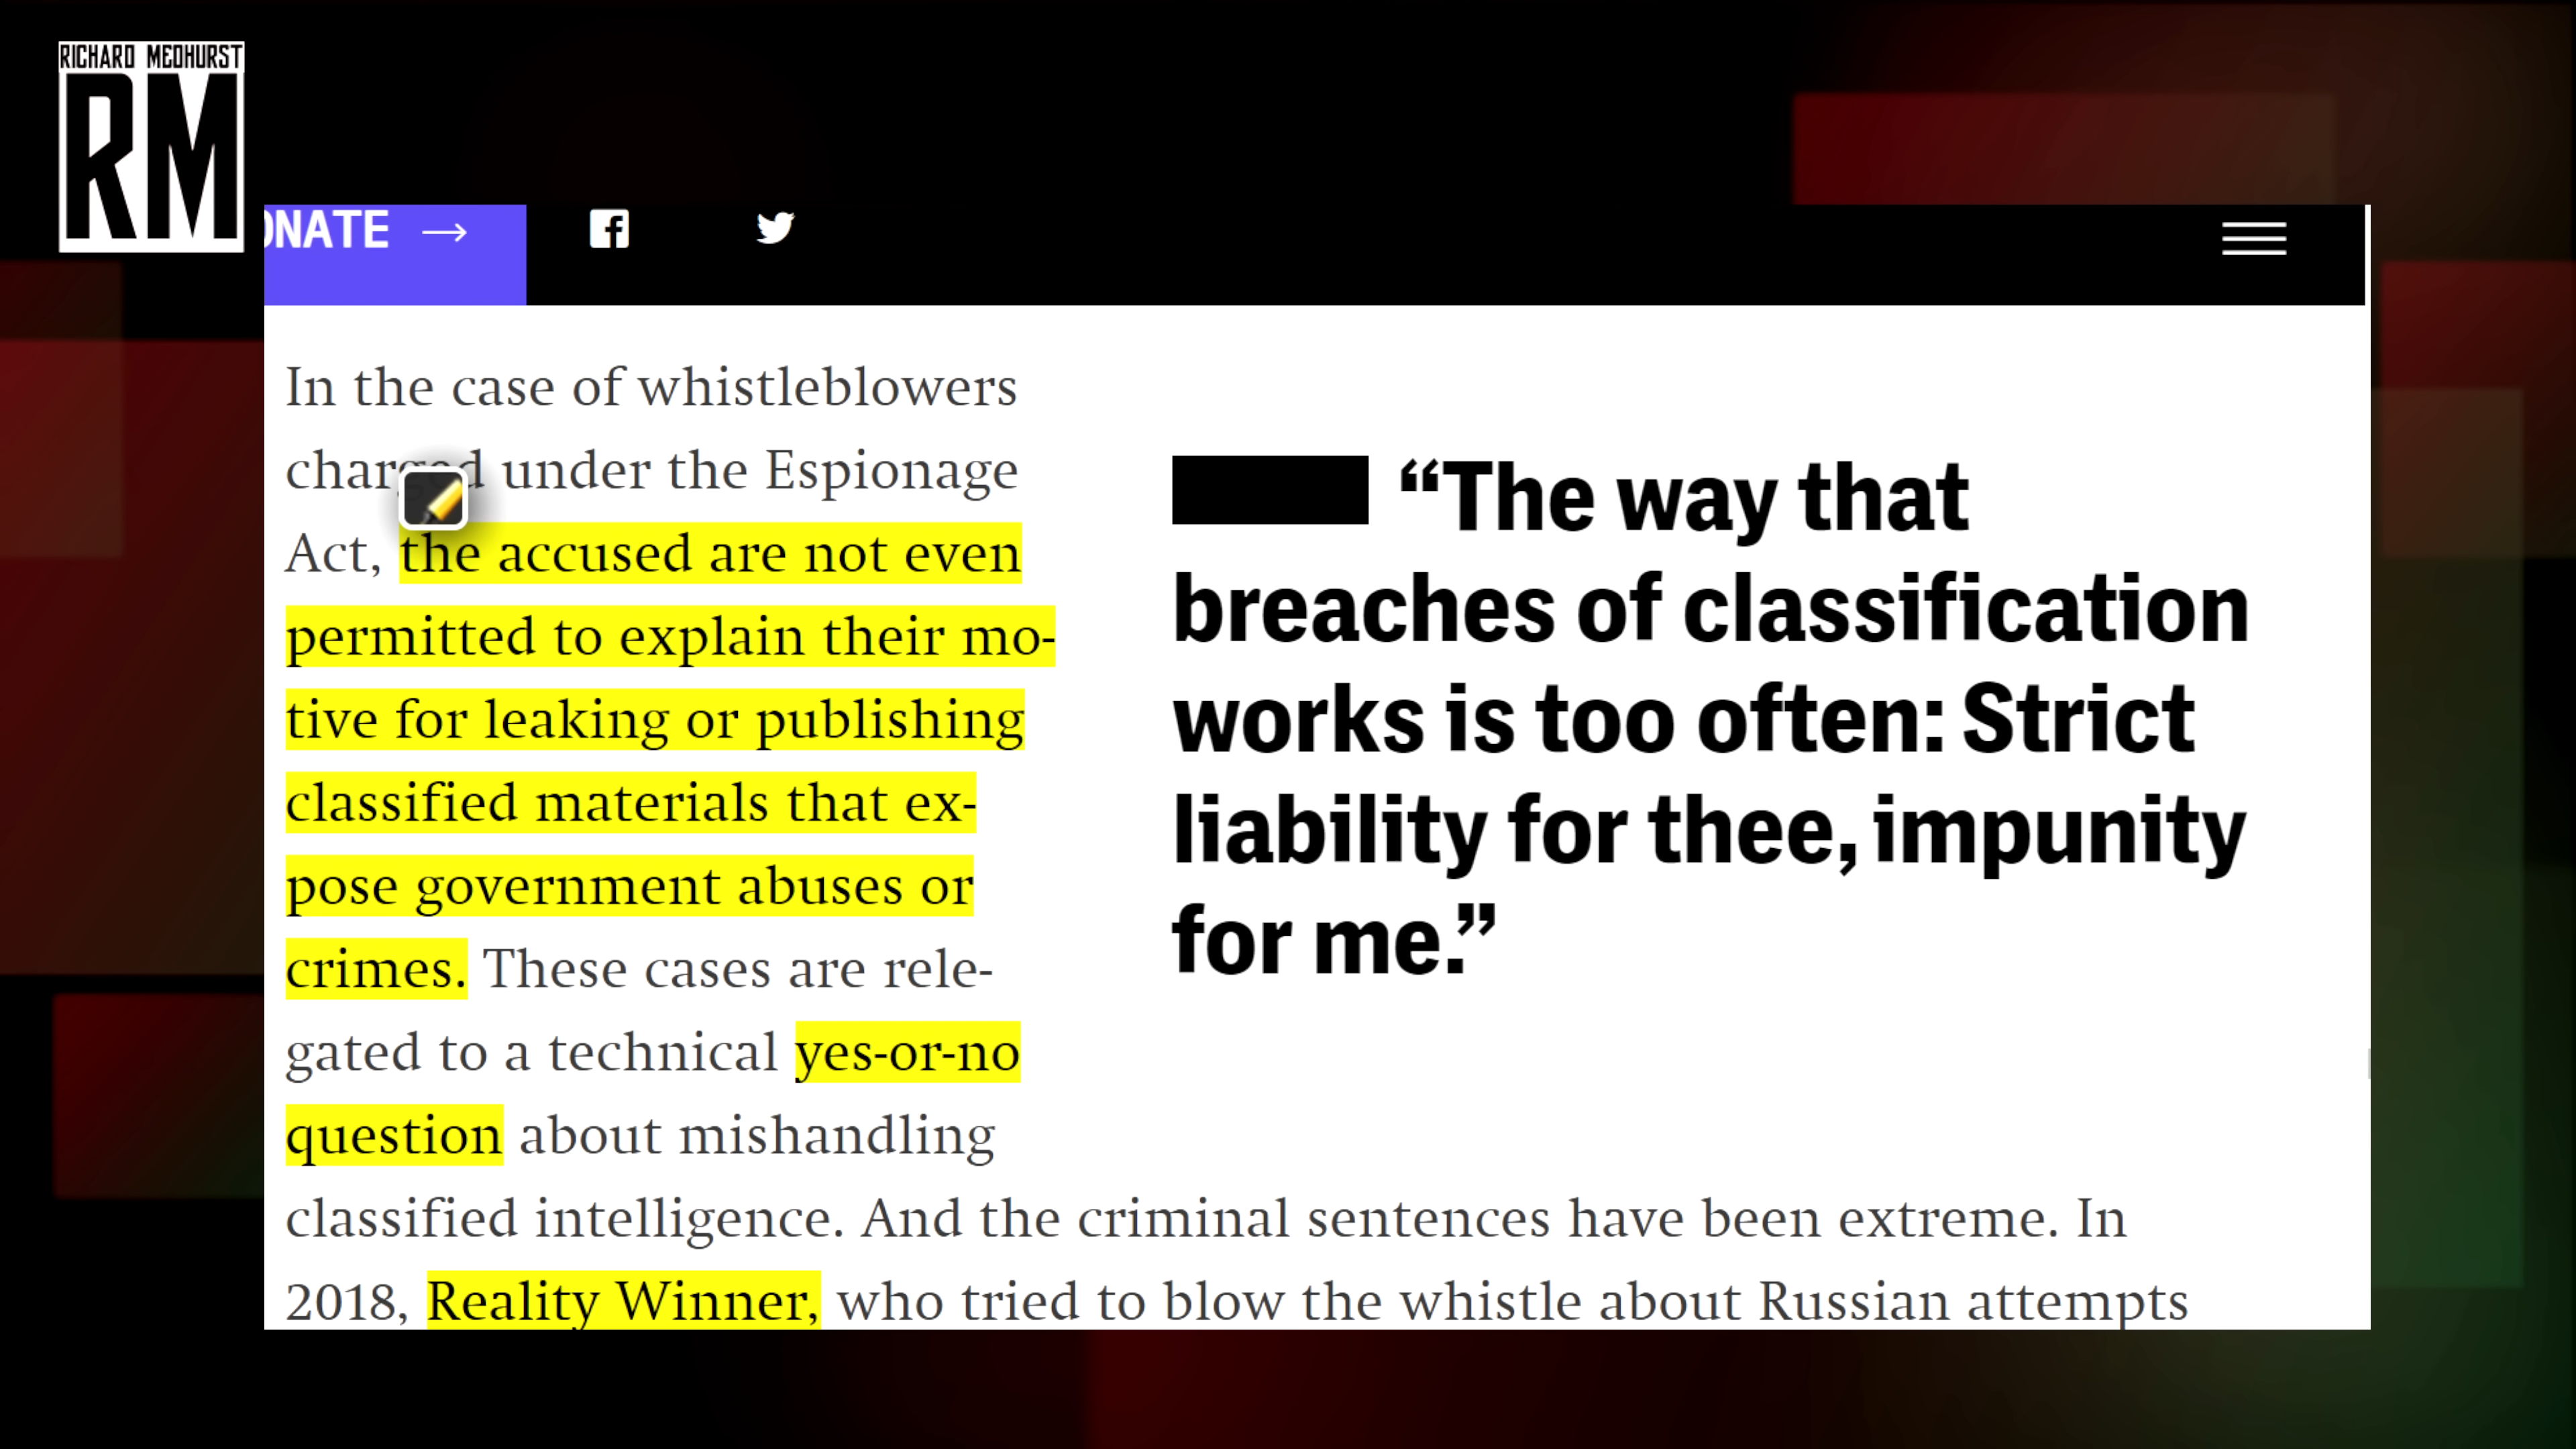 RICHARD MEDHURST
RM
ONATE →
In the case of whistleblowers
charged under the Espionage
Act, the accused are not even
permitted to explain their mo-
tive for leaking or publishing
classified materials that ex-
pose government abuses or
crimes. These cases are rele-
gated to a technical yes-or-no
question about mishandling
classified intelligence. And the criminal sentences have been extreme. In
2018, Reality Winner, who tried to blow the whistle about Russian attempts
“The way that
breaches of classification
works is too often: Strict
liability for thee, impunity
for me.”